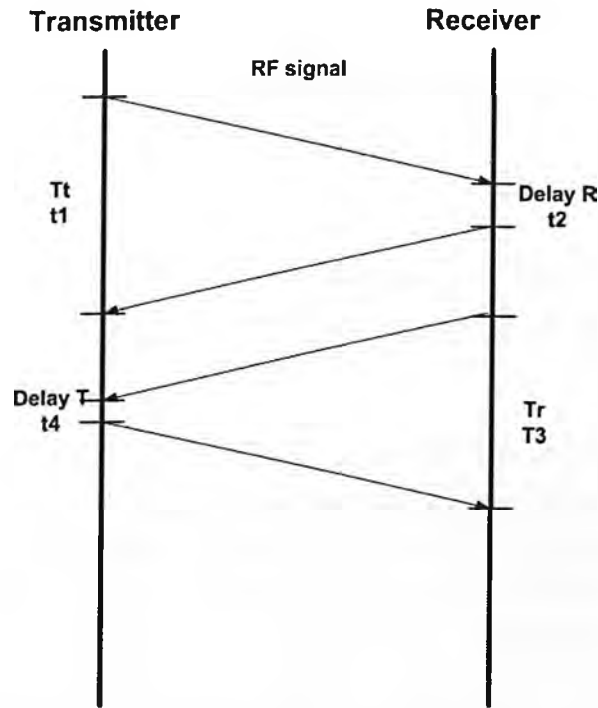 Transmitter
Receiver
RF signal
Tt
t1
Delay R
t2
Delay T
t4
Tr
T3